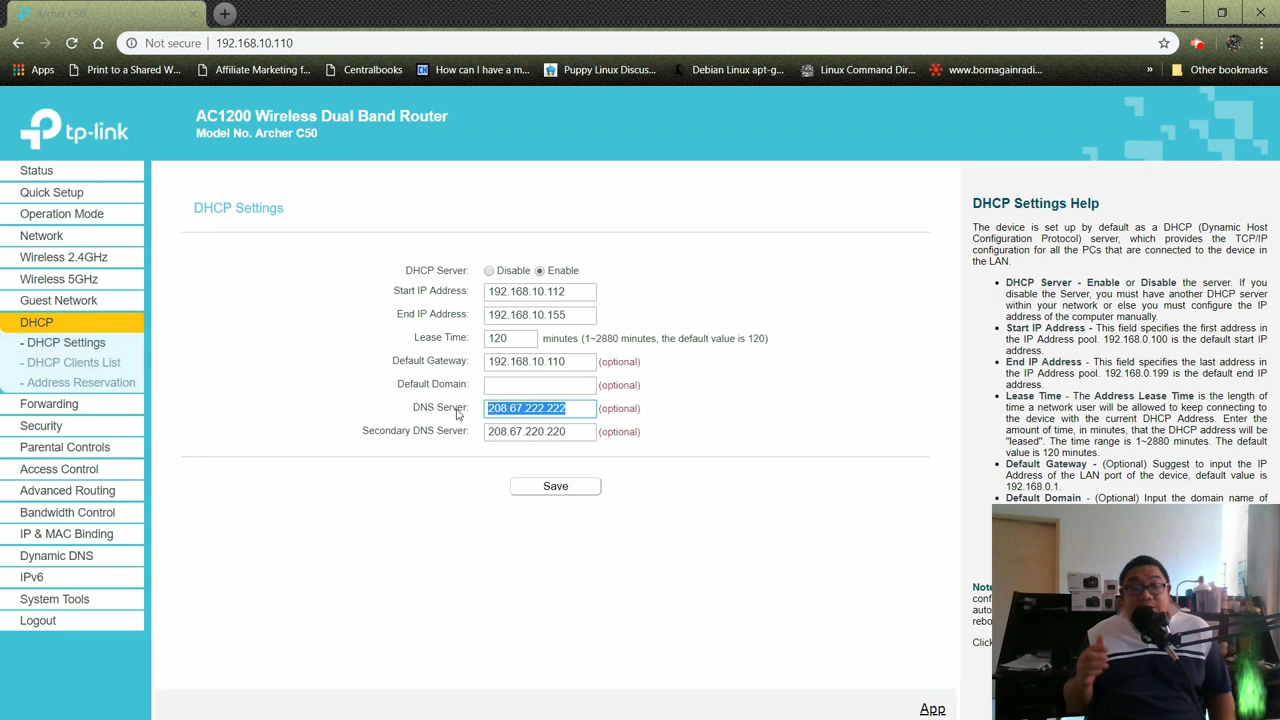 Archer C50
Not secure | 192.168.10.110
Apps
Print to a Shared W...
Affiliate Marketing f...
Centralbooks
CH
How can I have a m...
Puppy Linux Discus...
Debian Linux apt-g...
Linux Command Dir...
www.bornagainradi...
»
Other bookmarks
tp-link
AC1200 Wireless Dual Band Router
Model No. Archer C50
Status
Quick Setup
Operation Mode
Network
Wireless 2.4GHz
Wireless 5GHz
Guest Network
DHCP
- DHCP Settings
- DHCP Clients List
- Address Reservation
Forwarding
Security
Parental Controls
Access Control
Advanced Routing
Bandwidth Control
IP & MAC Binding
Dynamic DNS
IPv6
System Tools
Logout
DHCP Settings
DHCP Server: Disable Enable
Start IP Address: 192.168.10.112
End IP Address: 192.168.10.155
Lease Time: 120 minutes (1~2880 minutes, the default value is 120)
Default Gateway: 192.168.10.110 (optional)
Default Domain: (optional)
DNS Server: 208.67.222.222 (optional)
Secondary DNS Server: 208.67.220.220 (optional)
Save
App
DHCP Settings Help
The device is set up by default as a DHCP (Dynamic Host
Configuration Protocol) server, which provides the TCP/IP
configuration for all the PCs that are connected to the device in
the LAN.
• DHCP Server - Enable or Disable the server. If you
disable the Server, you must have another DHCP server
within your network or else you must configure the IP
address of the computer manually.
• Start IP Address - This field specifies the first address in
the IP Address pool. 192.168.0.100 is the default start IP
address.
• End IP Address - This field specifies the last address in
the IP Address pool. 192.168.0.199 is the default end IP
address.
• Lease Time - The Address Lease Time is the length of
time a network user will be allowed to keep connecting
to the device with the current DHCP Address. Enter the
amount of time, in minutes, that the DHCP address will be
"leased". The time range is 1~2880 minutes. The default
value is 120 minutes.
• Default Gateway - (Optional) Suggest to input the IP
Address of the LAN port of the device, default value is
192.168.0.1.
• Default Domain - (Optional) Input the domain name of
Note
conf
auto
rebo
Click